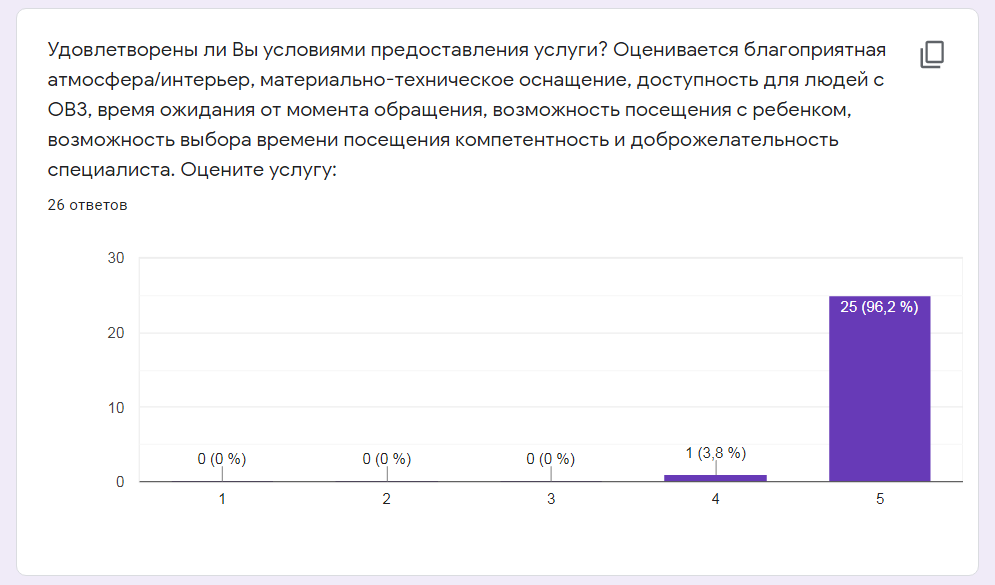 Удовлетворены ли Вы условиями предоставления услуги? Оценивается благоприятная
атмосфера/интерьер, материально-техническое оснащение, доступность для людей с
ОВЗ, время ожидания от момента обращения, возможность посещения с ребенком,
возможность выбора времени посещения компетентность и доброжелательность
специалиста. Оцените услугу:
26 ответов
30
20
10
0
0 (0 %)
0 (0 %)
0 (0 %)
1 (3,8 %)
25 (96,2 %)
1
2
3
4
5